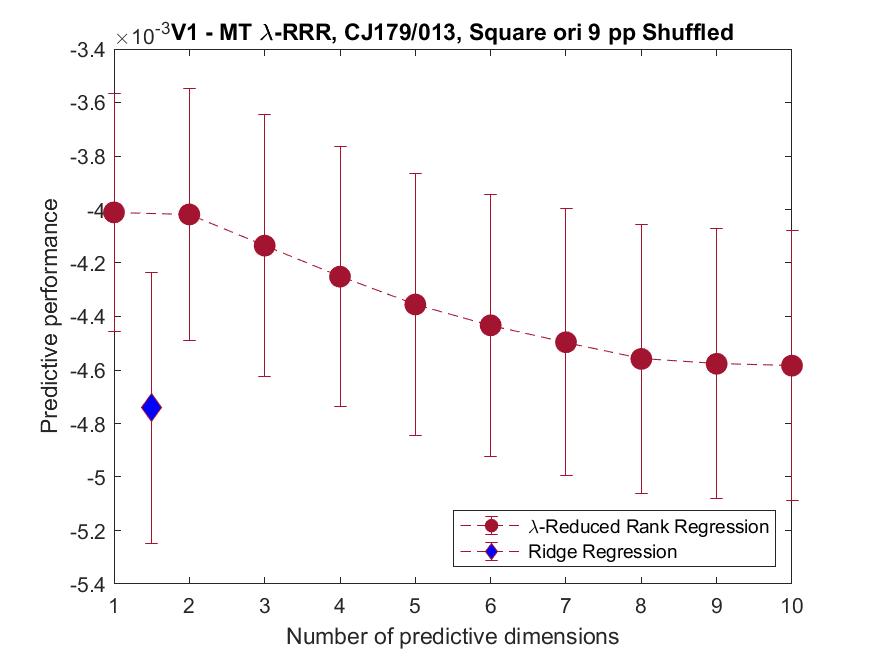 ×10-3
V1 - MT λ-RRR, CJ179/013, Square ori 9 pp Shuffled
-3.4
-3.6
-3.8
-4
-4.2
-4.4
-4.6
-4.8
-5
-5.2
-5.4
Predictive performance
λ-Reduced Rank Regression
Ridge Regression
1 2 3 4 5 6 7 8 9 10
Number of predictive dimensions